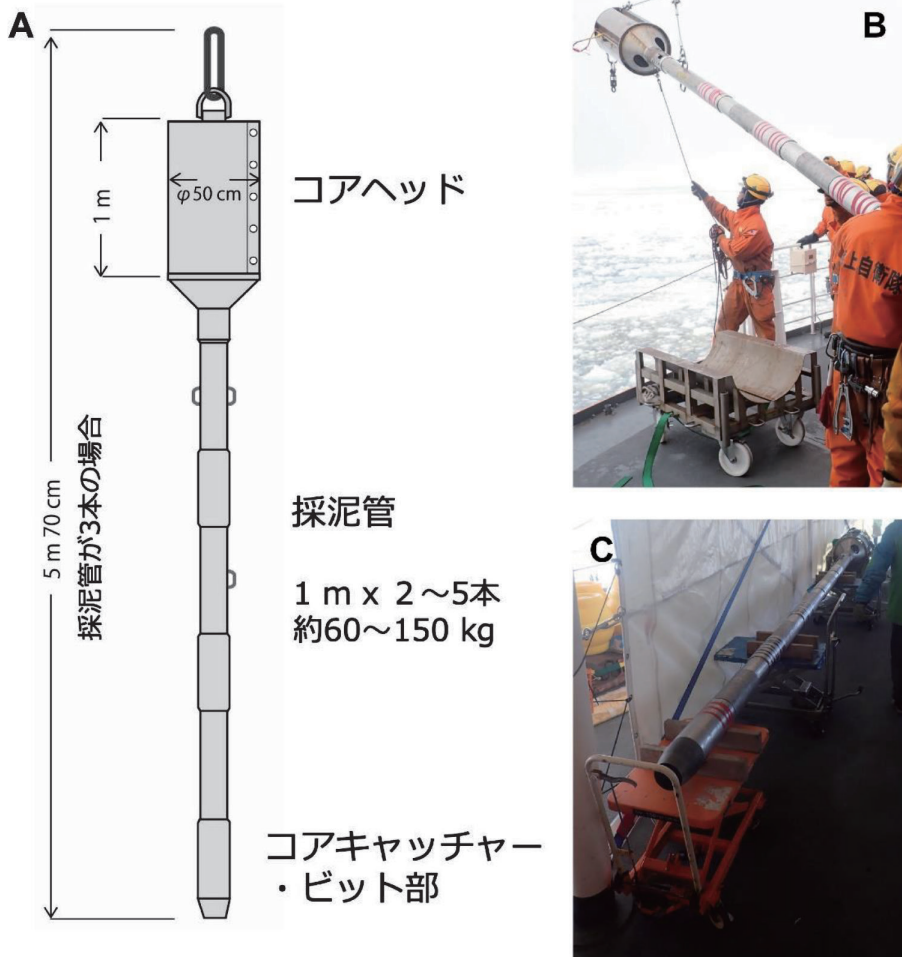 A
5 m 70 cm
採泥管が3本の場合
1 m
φ50 cm
コアヘッド
採泥管
1 m x 2～5本
約60～150 kg
コアキャッチャー
・ビット部
B
上自衛隊
C